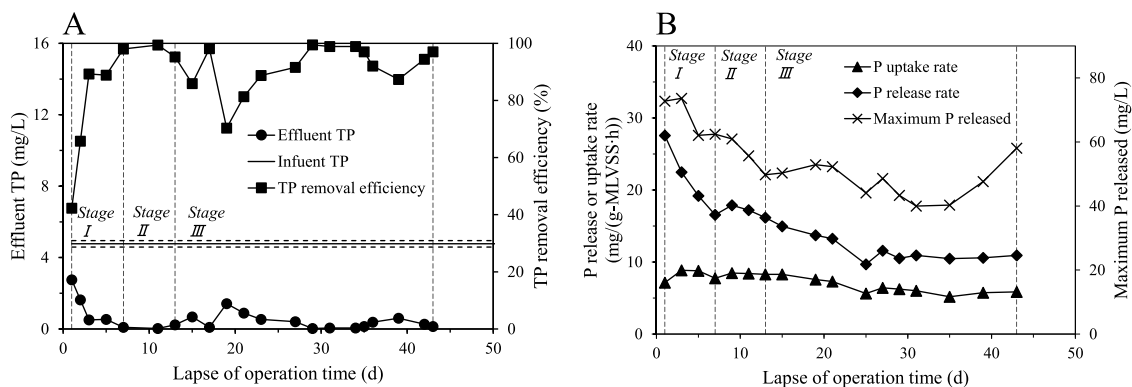 A
Effluent TP (mg/L)
16
12
8
4
0
0
10
20
30
40
50
Lapse of operation time (d)
100
80
60
40
20
0
TP removal efficiency (%)
Effluent TP
Infuent TP
TP removal efficiency
Stage Stage Stage
I II III
B
P release or uptake rate
(mg/(g-MLVSS·h))
40
35
30
25
20
15
10
5
0
0
10
20
30
40
50
Lapse of operation time (d)
80
60
40
20
0
Maximum P released (mg/L)
Stage Stage Stage
I II III
P uptake rate
P release rate
Maximum P released